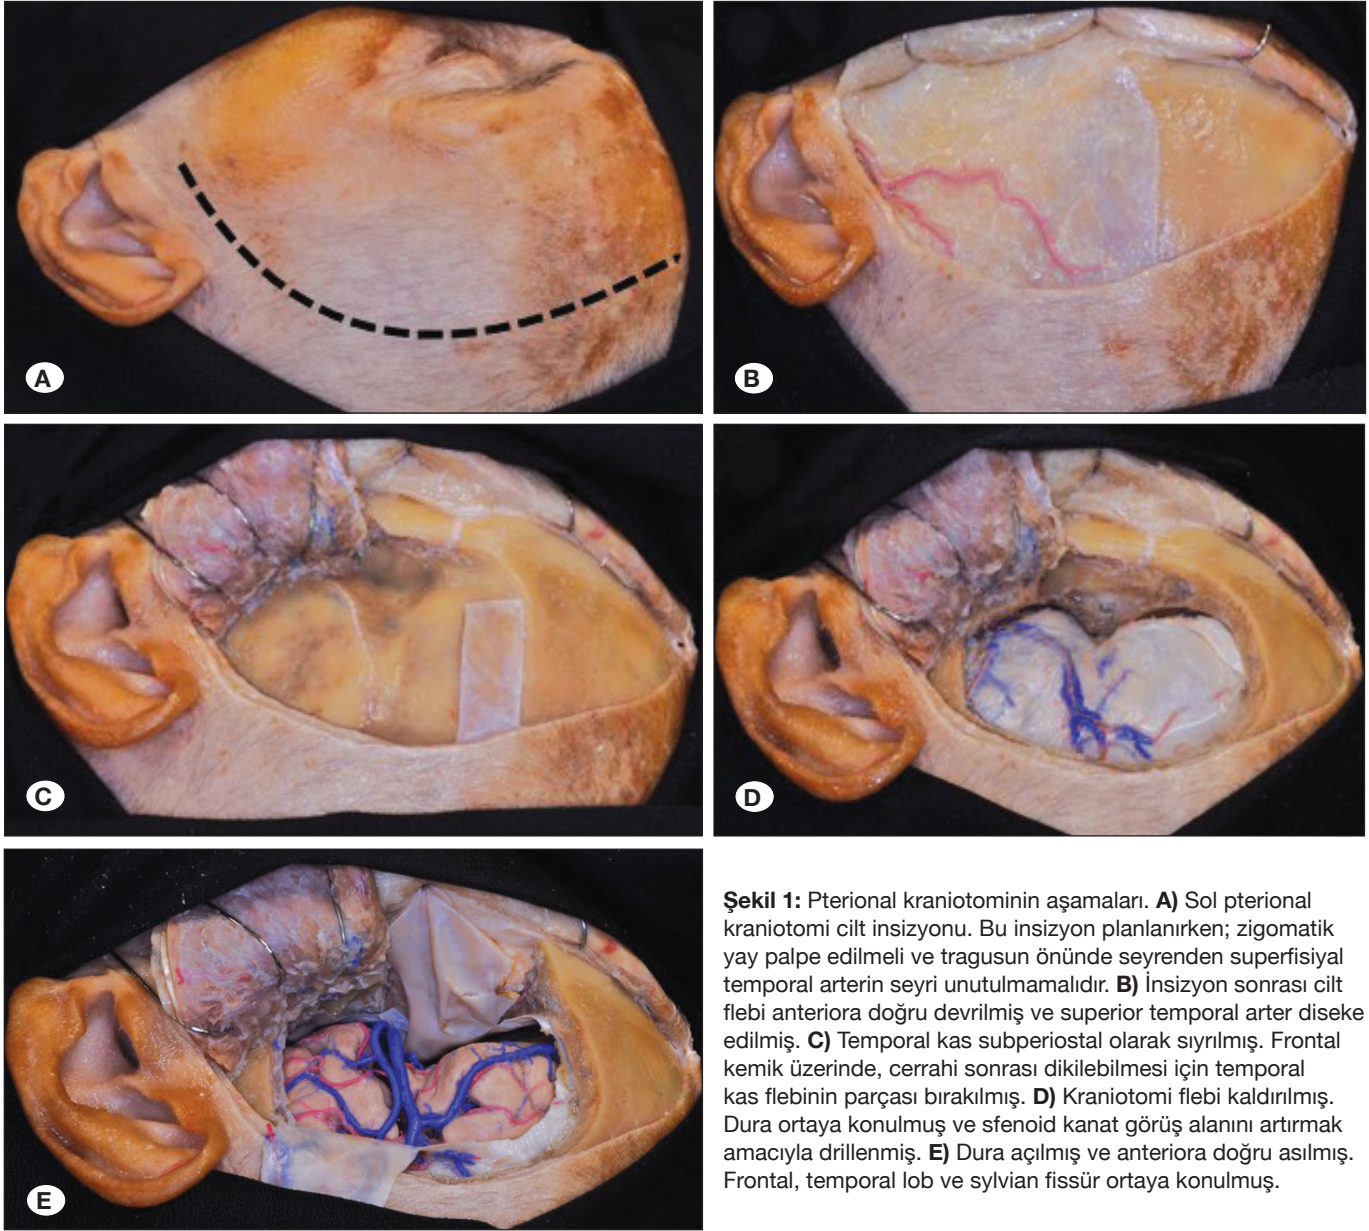 A
B
C
D
E
Şekil 1: Pterional kraniotominin aşamaları. A) Sol pterional
kraniotomi cilt insizyonu. Bu insizyon planlanırken; zigomatik
yay palpe edilmeli ve tragusun önünde seyrenden superfisiyal
temporal arterin seyri unutulmamalıdır. B) İnsizyon sonrası cilt
flebi anteriora doğru devrilmiş ve superior temporal arter diseke
edilmiş. C) Temporal kas subperiostal olarak sıyrılmış. Frontal
kemik üzerinde, cerrahi sonrası dikilebilmesi için temporal
kas flebinin parçası bırakılmış. D) Kraniotomi flebi kaldırılmış.
Dura ortaya konulmuş ve sfenoid kanat görüş alanını artırmak
amacıyla drillenmiş. E) Dura açılmış ve anteriora doğru asılmış.
Frontal, temporal lob ve sylvian fissür ortaya konulmuş.